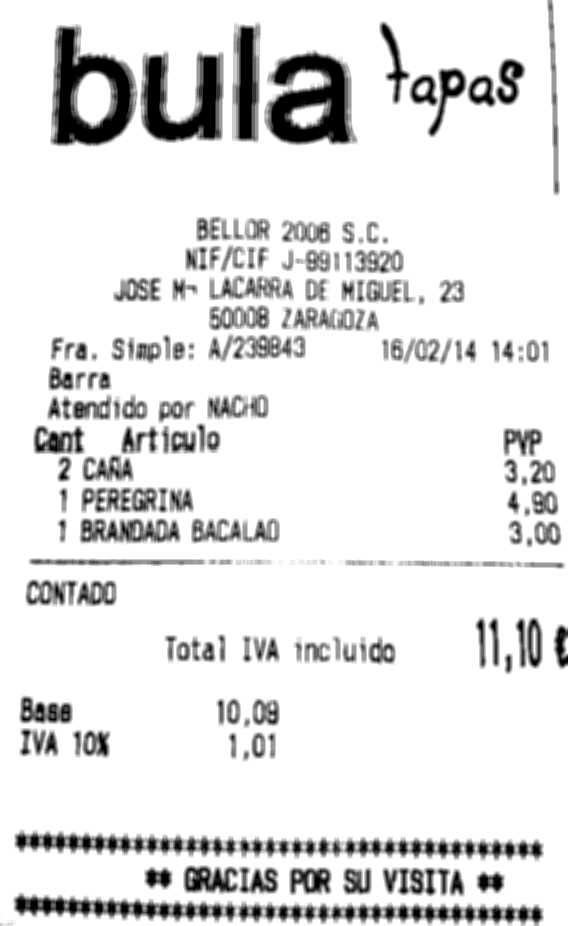 bula tapas
BELLOR 2006 S.C.
NIF/CIF J-99113920
JOSE Mª LACARRA DE MIGUEL, 23
50008 ZARAGOZA
Fra. Simple: A/239843 16/02/14 14:01
Barra
Atendido por NACHO
Cant Articulo PVP
2 CAÑA 3,20
1 PEREGRINA 4,90
1 BRANDADA BACALAO 3,00
CONTADO
Total IVA incluido 11,10 €
Base 10,09
IVA 10% 1,01
****************************************
** GRACIAS POR SU VISITA **
****************************************